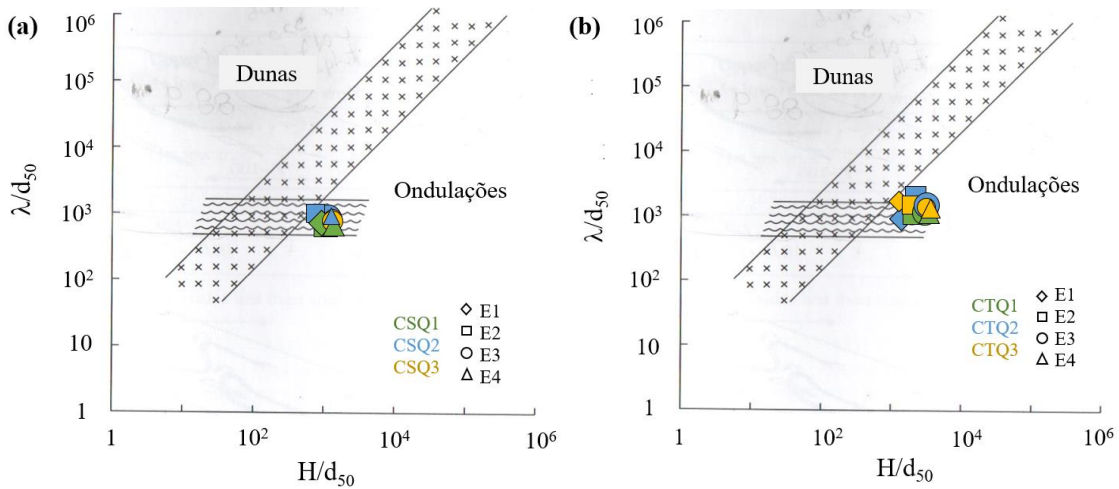 (a)
10⁶
10⁵
10⁴
10³
10²
10
1
λ/d₅₀
Dunas
Ondulações
CSQ1
CSQ2
CSQ3
E1
E2
E3
E4
1
10²
10⁴
10⁶
H/d₅₀
(b)
10⁶
10⁵
10⁴
10³
10²
10
1
λ/d₅₀
Dunas
Ondulações
CTQ1
CTQ2
CTQ3
E1
E2
E3
E4
1
10²
10⁴
10⁶
H/d₅₀